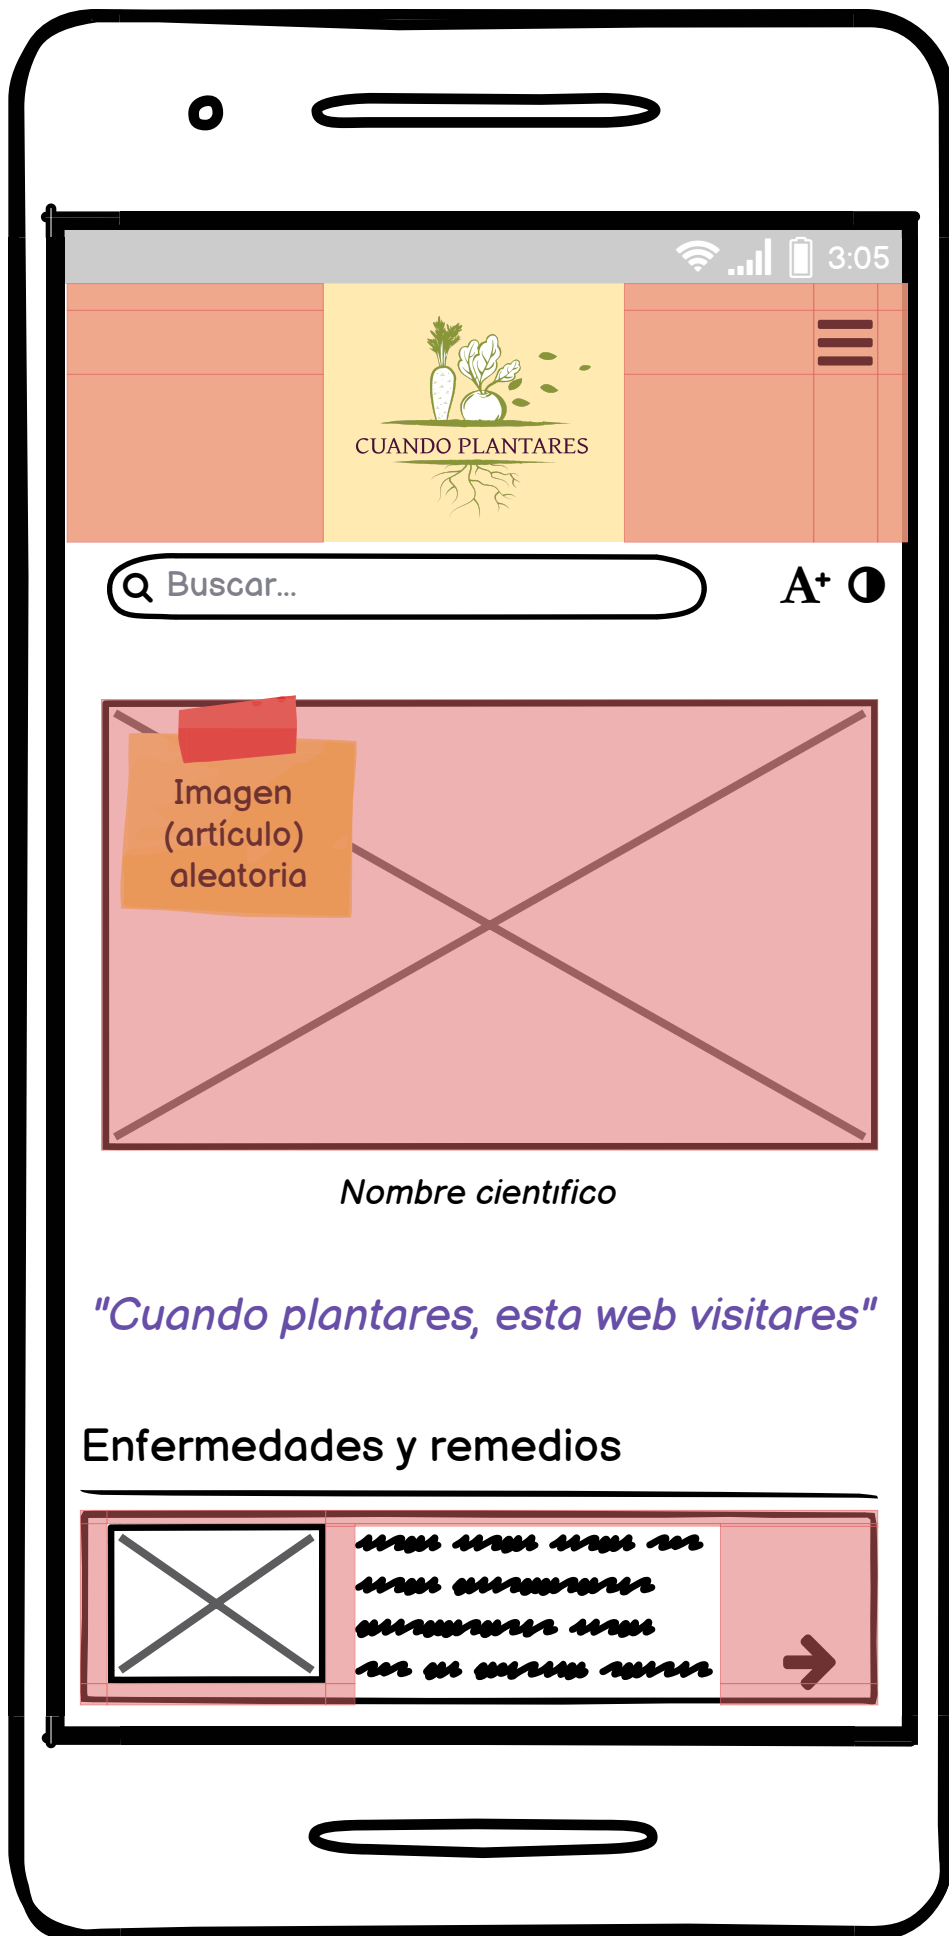 3:05
CUANDO PLANTARES
Buscar...
A+
Imagen
(artículo)
aleatoria
Nombre científico
"Cuando plantares, esta web visitares"
Enfermedades y remedios